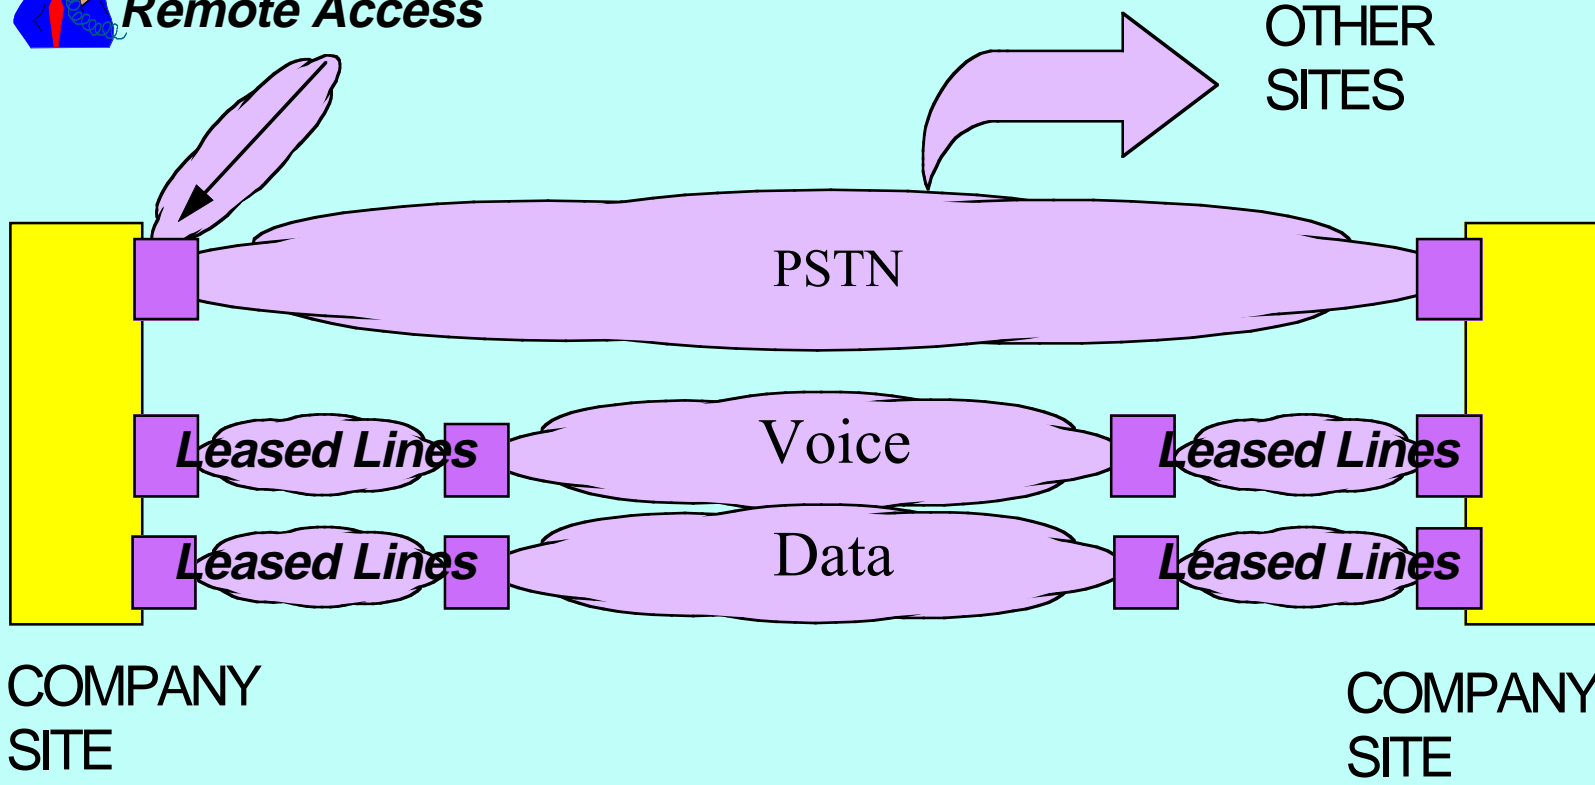 Remote Access
OTHER
SITES
PSTN
Voice
Leased Lines
Leased Lines
Data
Leased Lines
Leased Lines
COMPANY
SITE
COMPANY
SITE